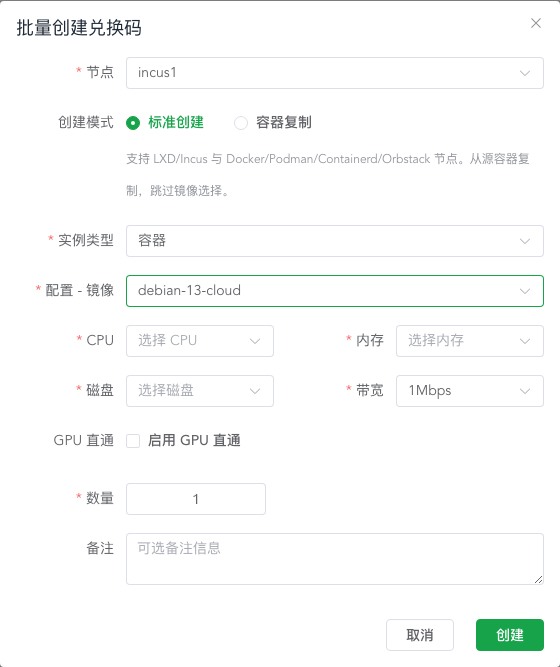 批量创建兑换码
* 节点 incus1
创建模式 标准创建 容器复制
支持 LXD/Incus 与 Docker/Podman/Containerd/Orbstack 节点。从源容器复
制，跳过镜像选择。
* 实例类型 容器
* 配置 - 镜像 debian-13-cloud
* CPU 选择 CPU * 内存 选择内存
* 磁盘 选择磁盘 * 带宽 1Mbps
GPU 直通 启用 GPU 直通
* 数量 1
备注 可选备注信息
取消 创建